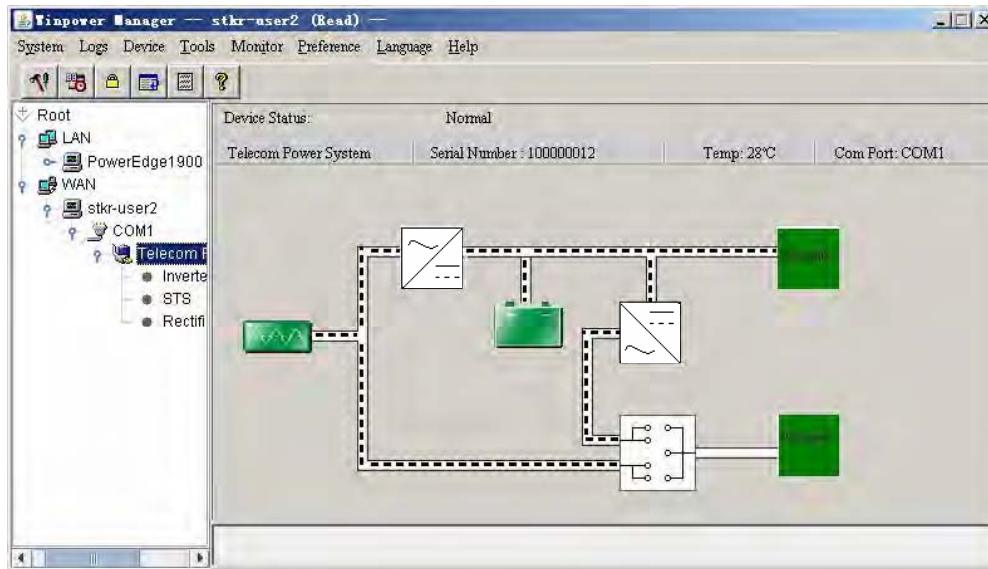 Winpower Manager — stkr-user2 (Read) —
System Logs Device Tools Monitor Preference Language Help
Root
LAN
PowerEdge1900
WAN
stkr-user2
COM1
Telecom P
Inverte
STS
Rectifi
Device Status: Normal
Telecom Power System Serial Number : 100000012 Temp: 28℃ Com Port: COM1